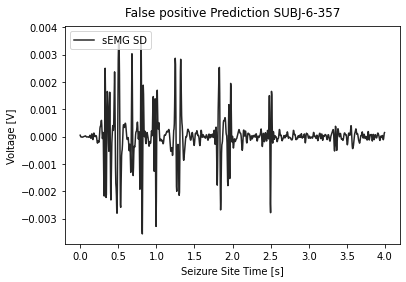 False positive Prediction SUBJ-6-357
sEMG SD
Voltage [V]
0.004
0.003
0.002
0.001
0.000
−0.001
−0.002
−0.003
0.0 0.5 1.0 1.5 2.0 2.5 3.0 3.5 4.0
Seizure Site Time [s]